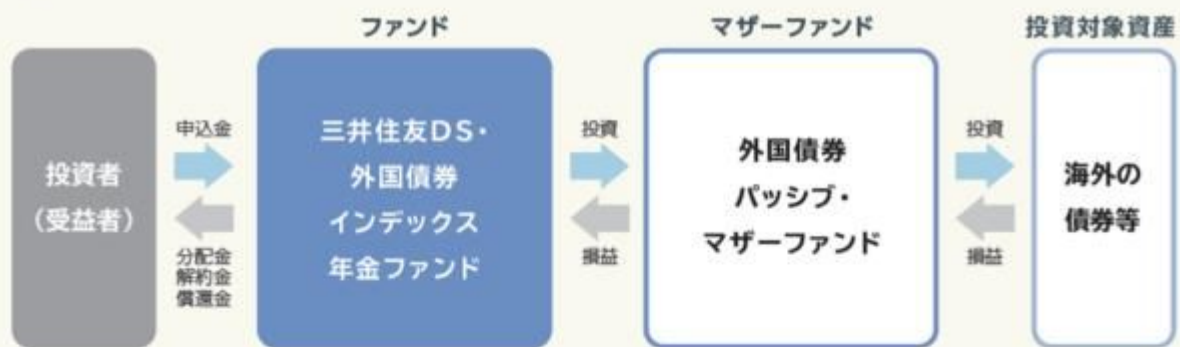 ファンド
マザーファンド
投資対象資産
投資者
（受益者）
申込金
分配金
解約金
償還金
三井住友DS・
外国債券
インデックス
年金ファンド
投資
損益
外国債券
パッシブ・
マザーファンド
投資
損益
海外の
債券等